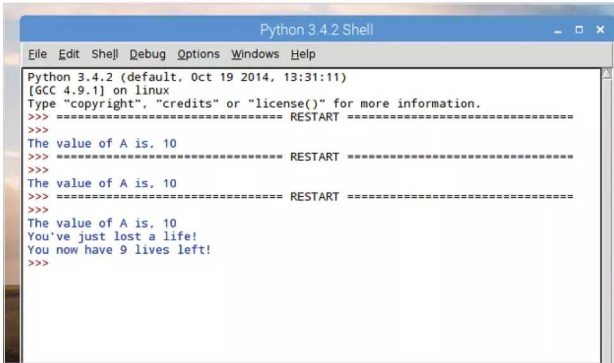 Python 3.4.2 Shell
File Edit Shell Debug Options Windows Help
Python 3.4.2 (default, Oct 19 2014, 13:31:11)
[GCC 4.9.1] on linux
Type "copyright", "credits" or "license()" for more information.
>>> ================================ RESTART ================================
>>>
The value of A is, 10
>>> ================================ RESTART ================================
>>>
The value of A is, 10
>>> ================================ RESTART ================================
>>>
The value of A is, 10
You've just lost a life!
You now have 9 lives left!
>>>